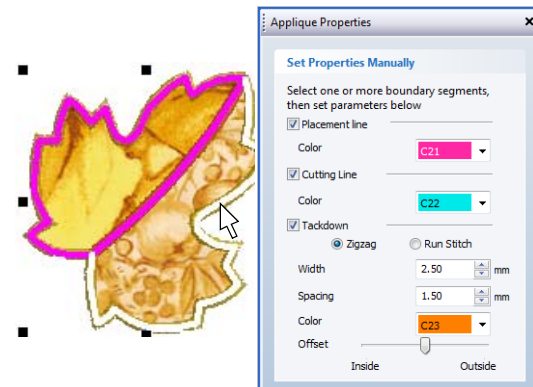 Applique Properties
Set Properties Manually
Select one or more boundary segments,
then set parameters below
Placement line
Color C21
Cutting Line
Color C22
Tackdown
Zigzag Run Stitch
Width 2.50 mm
Spacing 1.50 mm
Color C23
Offset
Inside Outside